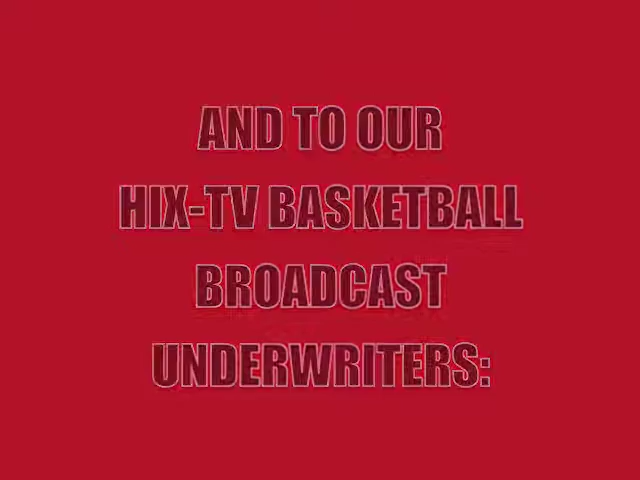 AND TO OUR
HIX-TV BASKETBALL
BROADCAST
UNDERWRITERS: